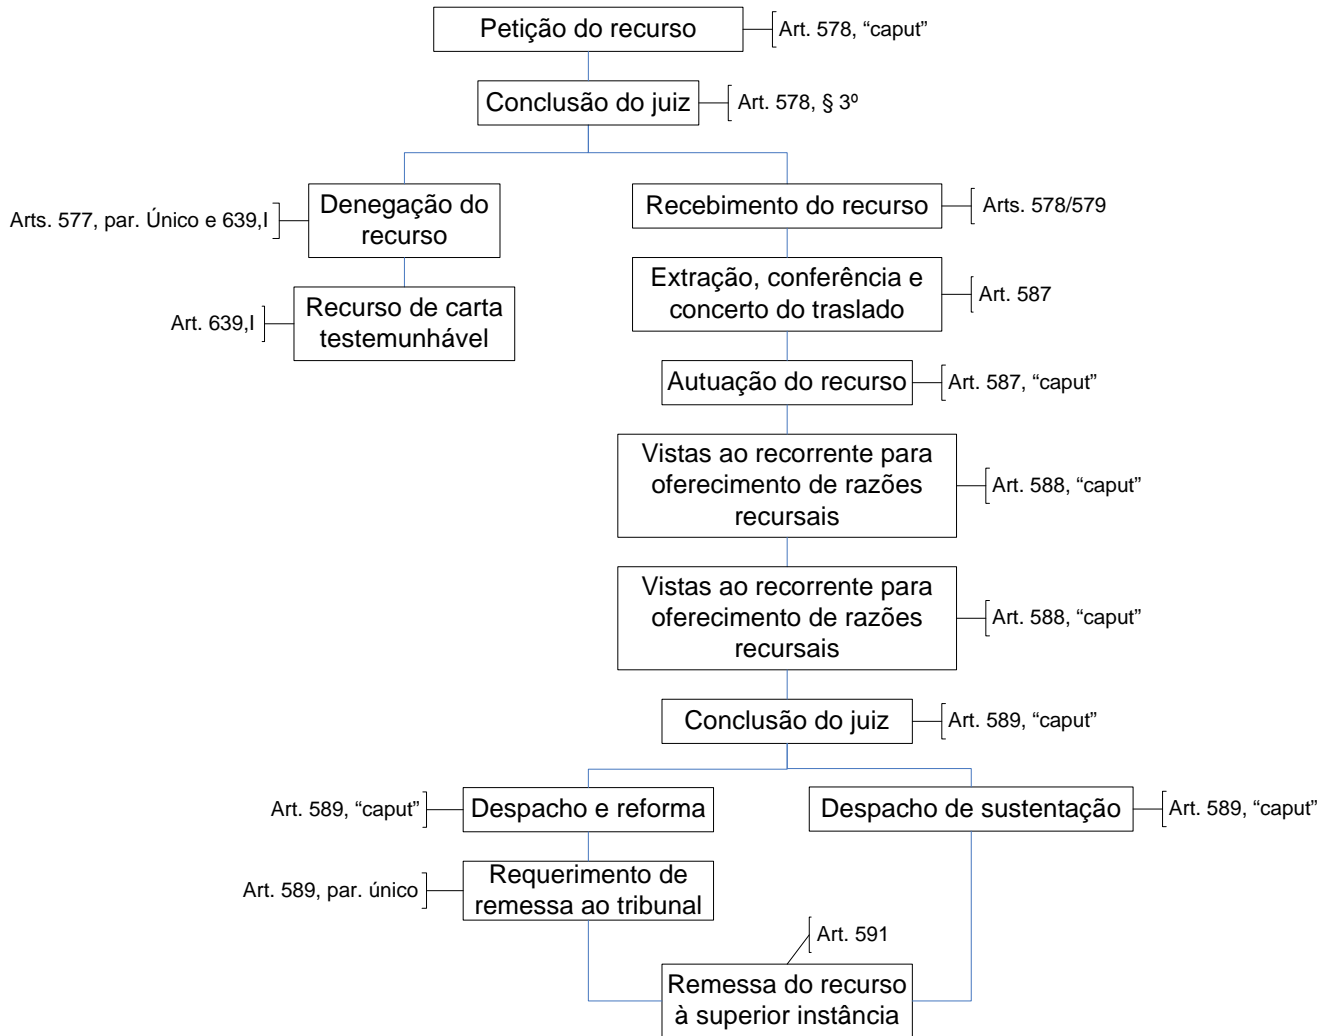 Petição do recurso
Art. 578, “caput”
Conclusão do juiz
Art. 578, § 3º
Arts. 577, par. Único e 639,I
Denegação do
recurso
Recebimento do recurso
Arts. 578/579
Art. 639,I
Recurso de carta
testemunhável
Extração, conferência e
concerto do traslado
Art. 587
Autuação do recurso
Art. 587, “caput”
Vistas ao recorrente para
oferecimento de razões
recursais
Art. 588, “caput”
Vistas ao recorrente para
oferecimento de razões
recursais
Art. 588, “caput”
Conclusão do juiz
Art. 589, “caput”
Art. 589, “caput”
Despacho e reforma
Despacho de sustentação
Art. 589, “caput”
Art. 589, par. único
Requerimento de
remessa ao tribunal
Art. 591
Remessa do recurso
à superior instância